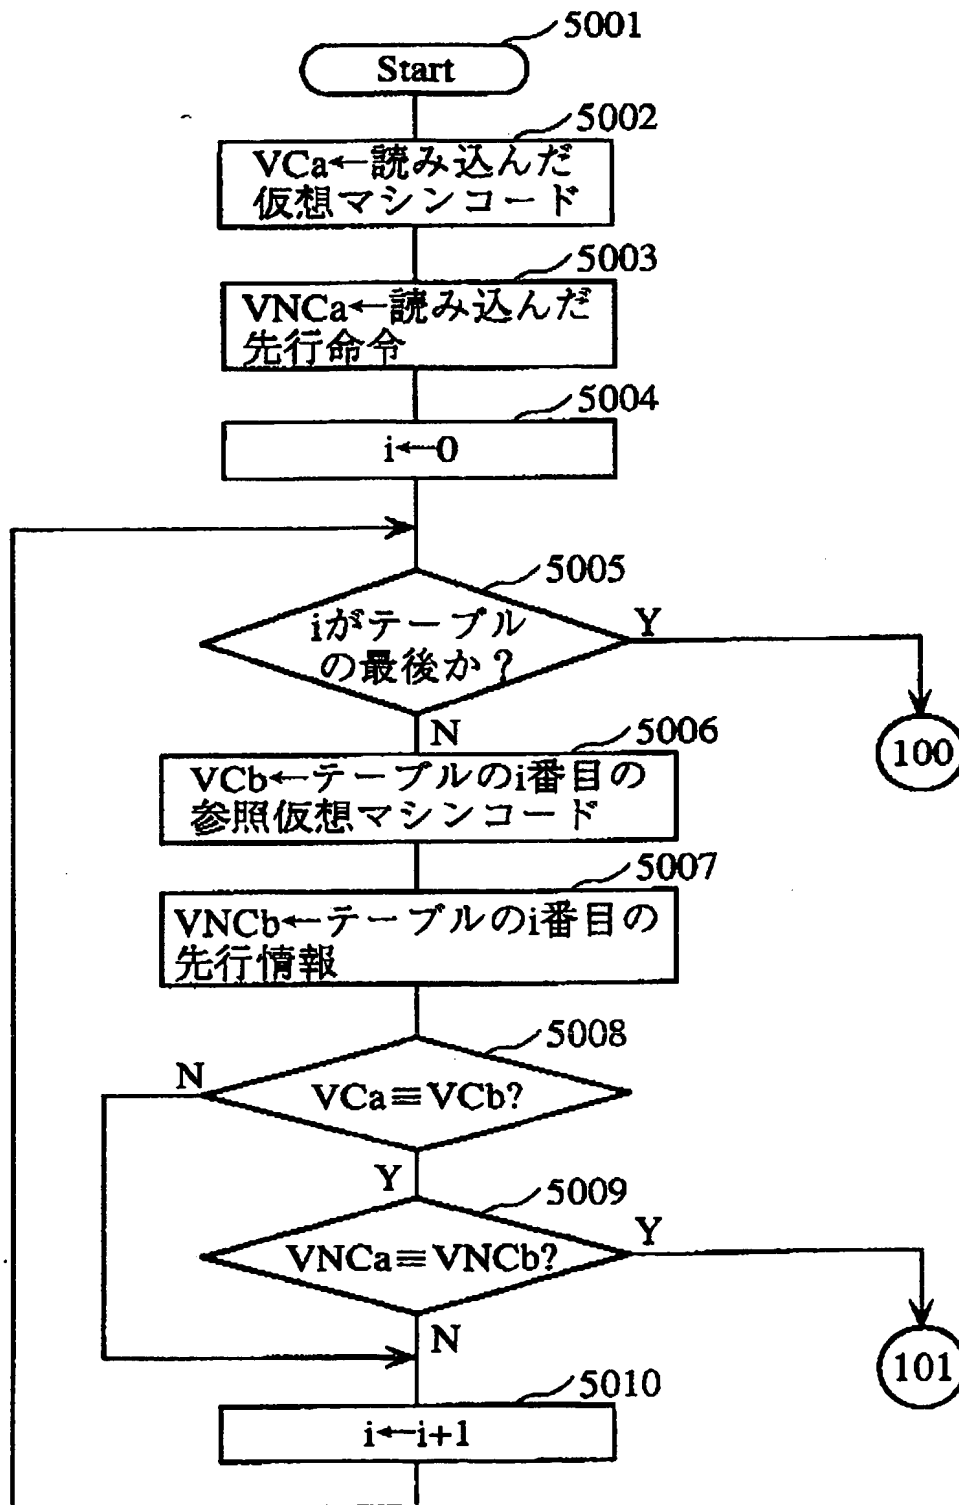 5001
Start
5002
VCa←読み込んだ
仮想マシンコード
5003
VNCa←読み込んだ
先行命令
5004
i←0
5005
iがテーブル
の最後か?
Y
100
N
5006
VCb←テーブルのi番目の
参照仮想マシンコード
5007
VNCb←テーブルのi番目の
先行情報
5008
N
VCa≡VCb?
Y
5009
VNCa≡VNCb?
Y
N
101
5010
i←i+1